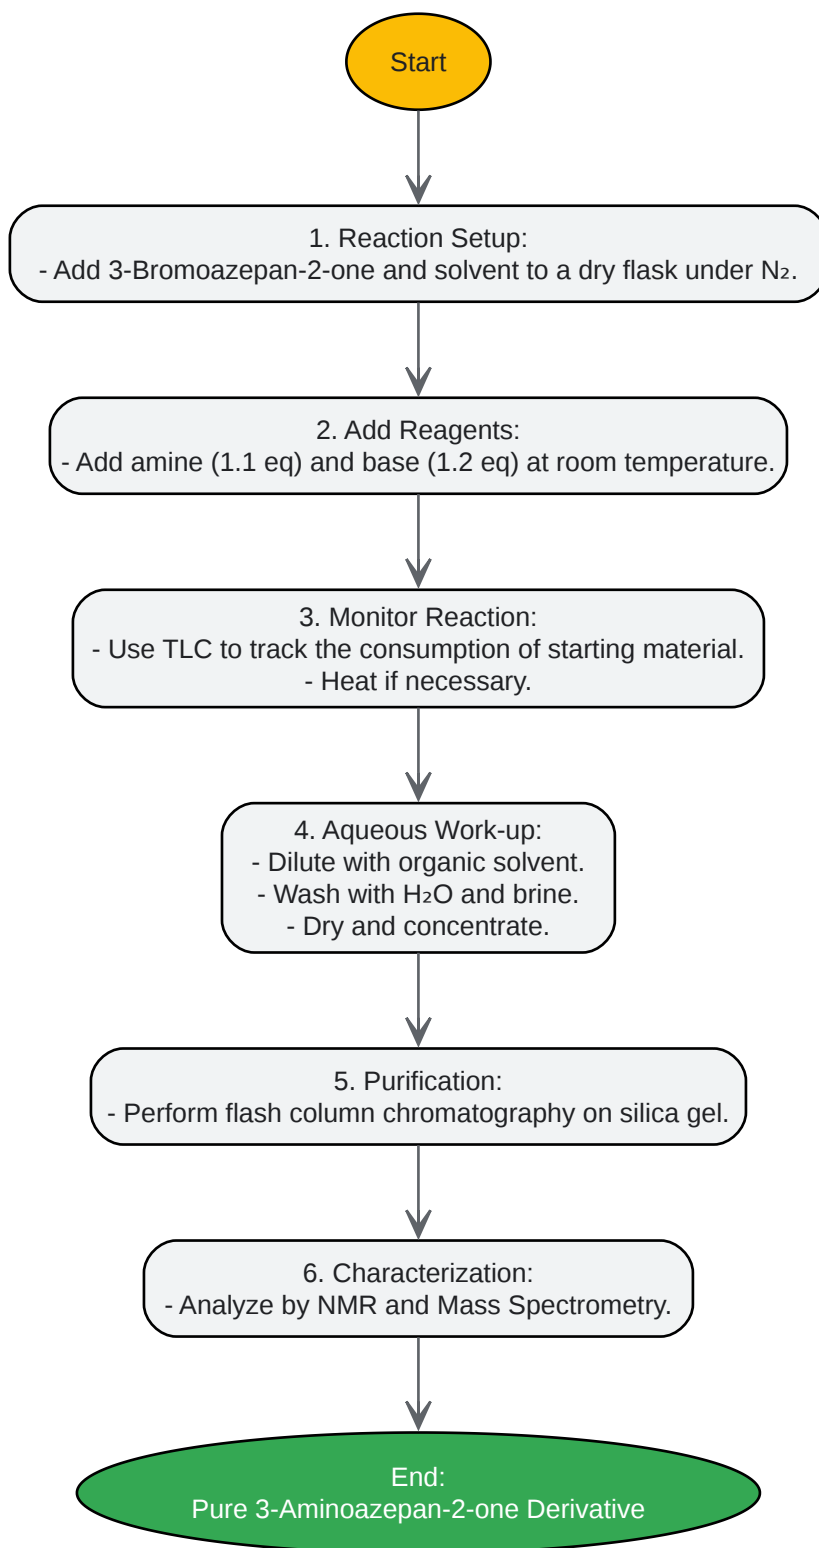 Start
1. Reaction Setup:
- Add 3-Bromoazepan-2-one and solvent to a dry flask under N₂.
2. Add Reagents:
- Add amine (1.1 eq) and base (1.2 eq) at room temperature.
3. Monitor Reaction:
- Use TLC to track the consumption of starting material.
- Heat if necessary.
4. Aqueous Work-up:
- Dilute with organic solvent.
- Wash with H₂O and brine.
- Dry and concentrate.
5. Purification:
- Perform flash column chromatography on silica gel.
6. Characterization:
- Analyze by NMR and Mass Spectrometry.
End:
Pure 3-Aminoazepan-2-one Derivative